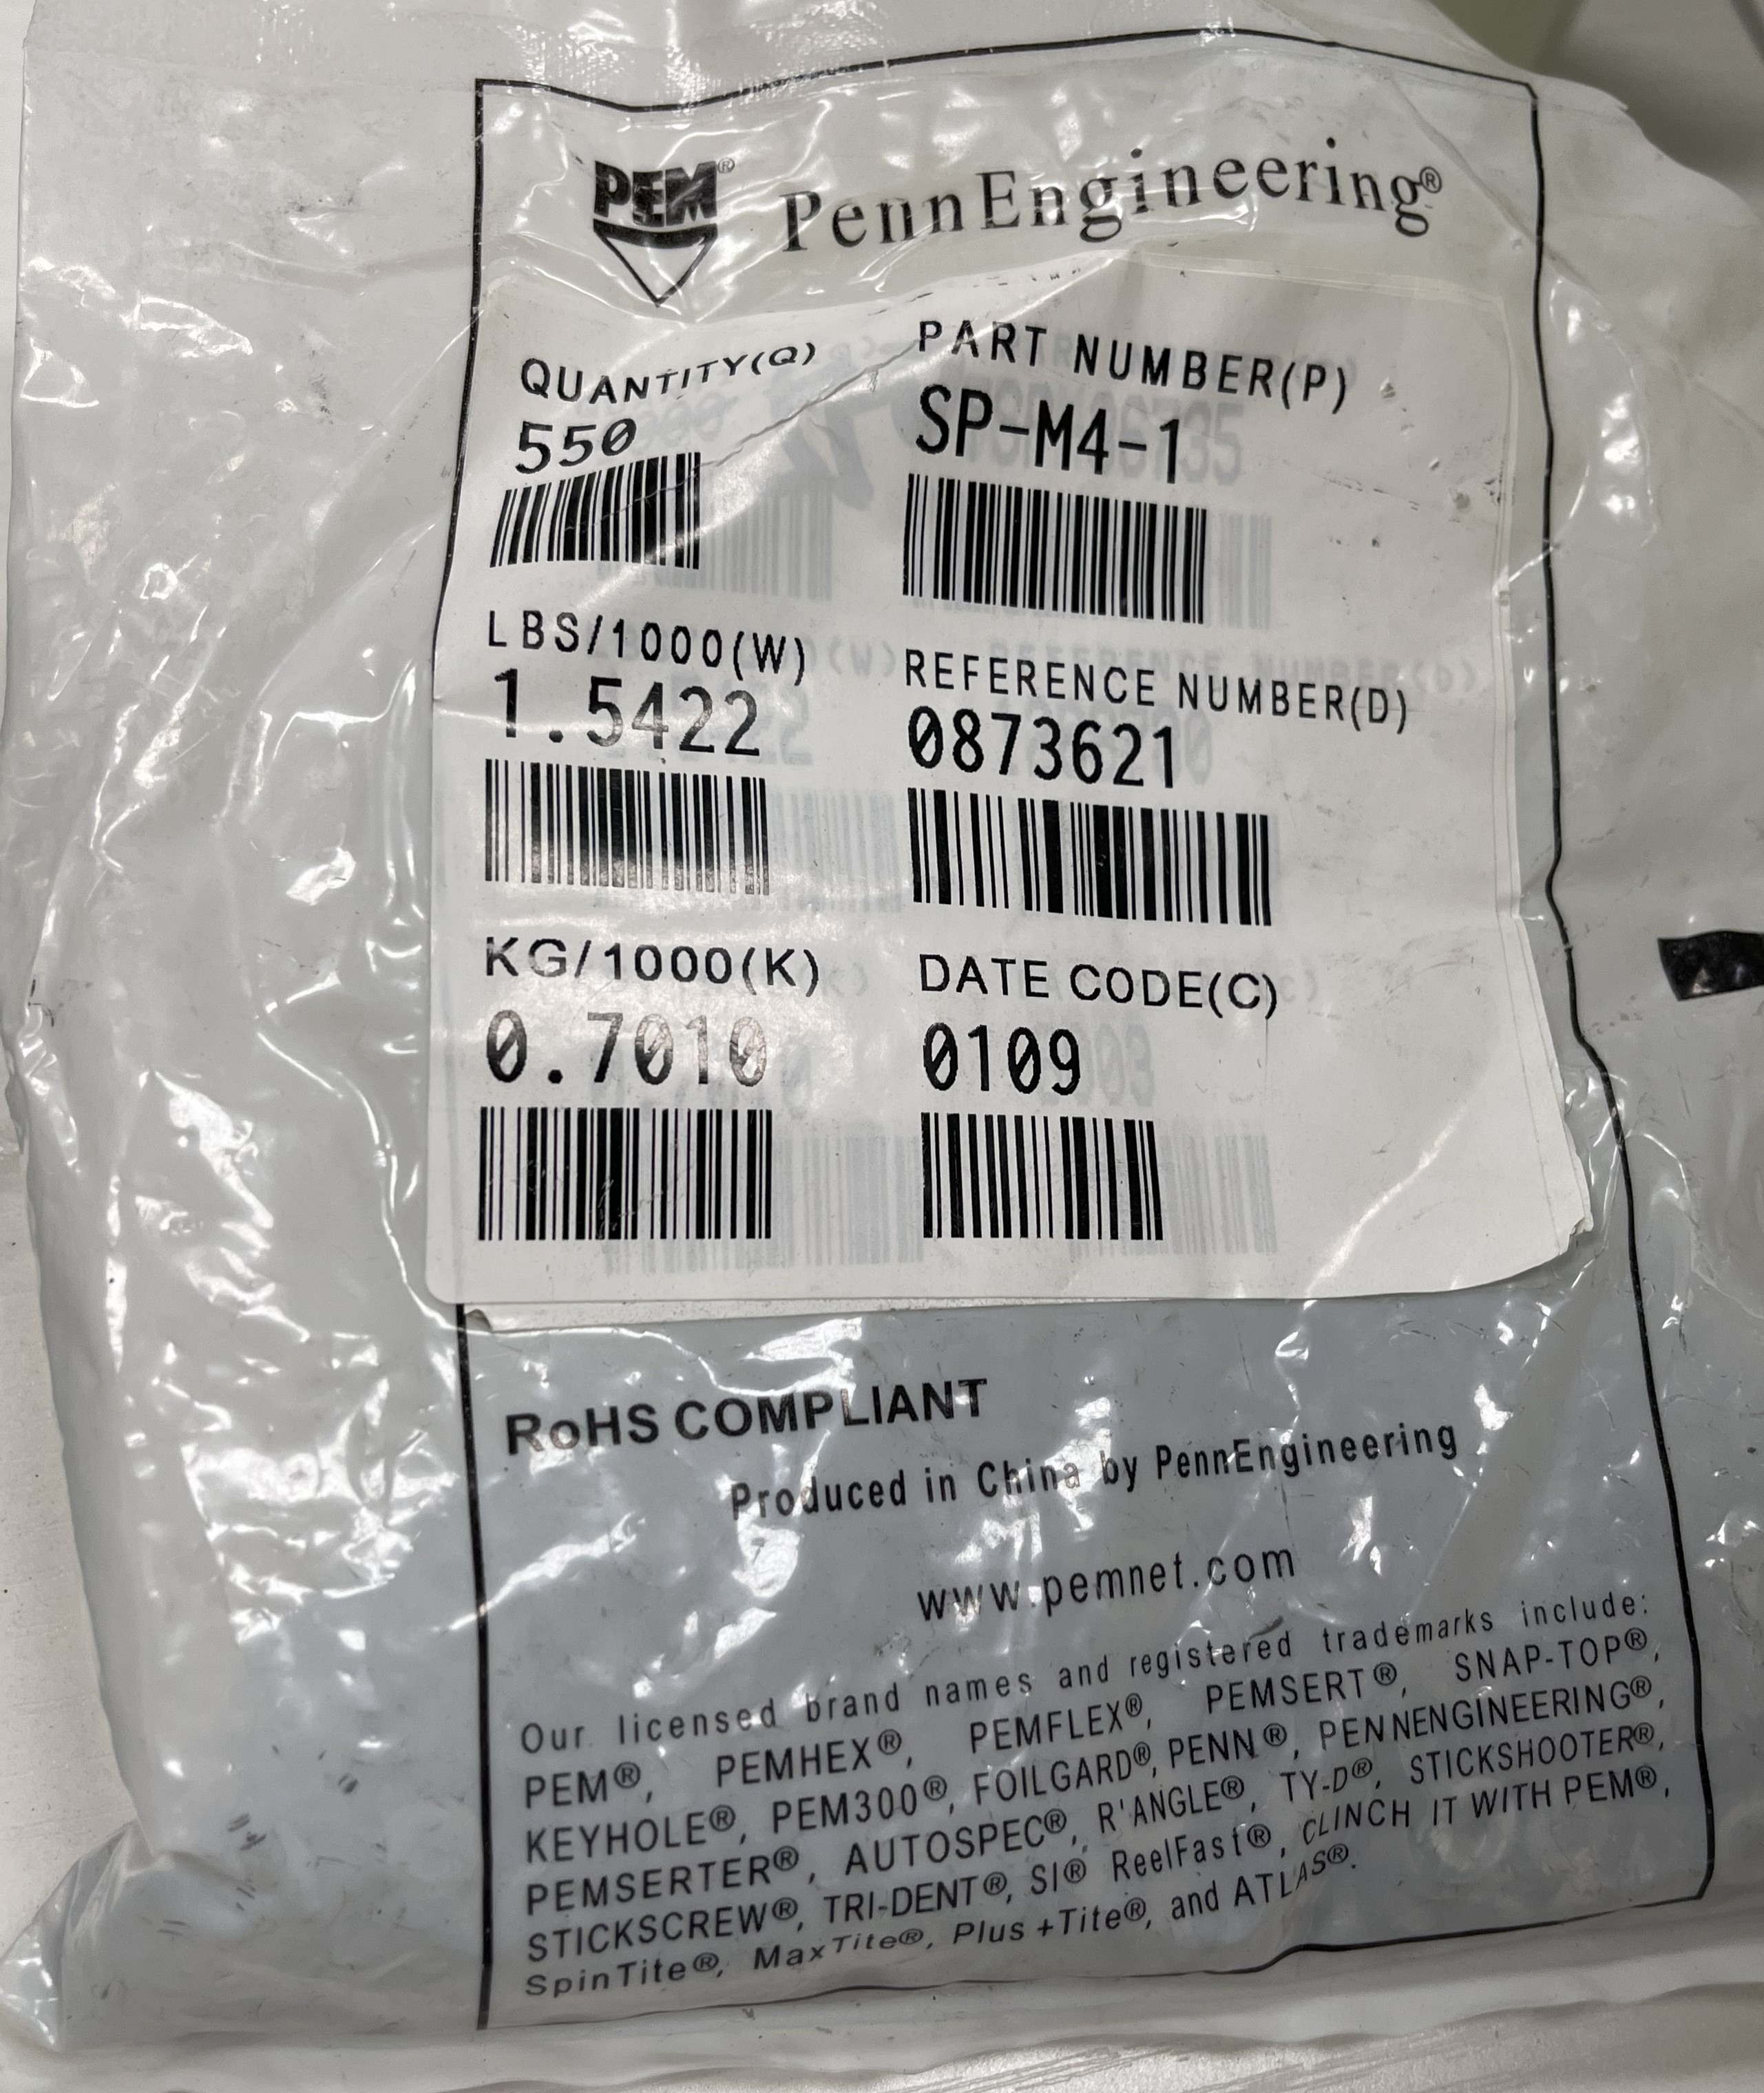 PEM® PennEngineering®
QUANTITY(Q)
550
PART NUMBER(P)
SP-M4-1
LBS/1000(W)
1.5422
REFERENCE NUMBER(D)
0873621
KG/1000(K)
0.7010
DATE CODE(C)
0109
RoHS COMPLIANT
Produced in China by PennEngineering
www.pemnet.com
Our licensed brand names and registered trademarks include:
PEM®, PEMHEX®, PEMFLEX®, PEMSERT®, SNAP-TOP®,
KEYHOLE®, PEM300®, FOILGARD®, PENN®, PENNENGINEERING®,
PEMSERTER®, AUTOSPEC®, R'ANGLE®, TY-D®, STICKSHOOTER®,
STICKSCREW®, TRI-DENT®, SI® ReelFast®, CLINCH IT WITH PEM®,
SpinTite®, MaxTite®, Plus+Tite®, and ATLAS®.